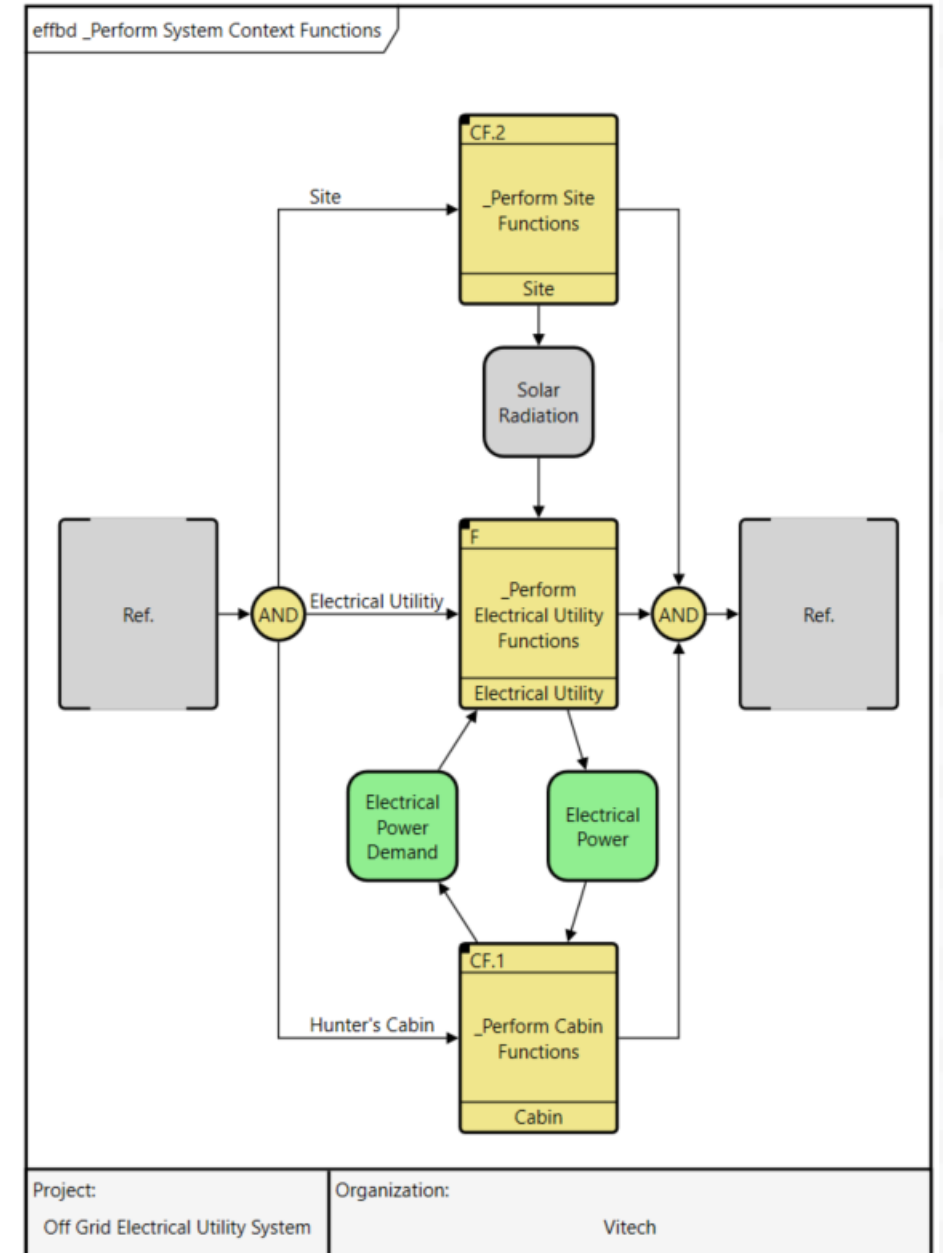 effbd _Perform System Context Functions
CF.2
_Perform Site
Functions
Site
Site
Solar
Radiation
Ref.
AND
Electrical Utilitiy
F
_Perform
Electrical Utility
Functions
Electrical Utility
AND
Ref.
Electrical
Power
Demand
Electrical
Power
Hunter's Cabin
CF.1
_Perform Cabin
Functions
Cabin
Project:
Off Grid Electrical Utility System
Organization:
Vitech